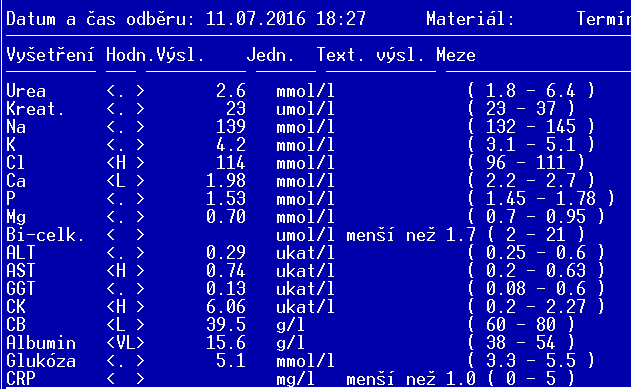 Datum a čas odběru: 11.07.2016 18:27 Materiál: Termín
Vyšetření Hodn.Výsl. Jedn. Text. výsl. Meze
Urea <. > 2.6 mmol/l ( 1.8 – 6.4 )
Kreat. <. > 23 umol/l ( 23 – 37 )
Na <. > 139 mmol/l ( 132 – 145 )
K <. > 4.2 mmol/l ( 3.1 – 5.1 )
Cl <H > 114 mmol/l ( 96 – 111 )
Ca <L > 1.98 mmol/l ( 2.2 – 2.7 )
P <. > 1.53 mmol/l ( 1.45 – 1.78 )
Mg <. > 0.70 mmol/l ( 0.7 – 0.95 )
Bi-celk. < > umol/l menší než 1.7 ( 2 – 21 )
ALT <. > 0.29 ukat/l ( 0.25 – 0.6 )
AST <H > 0.74 ukat/l ( 0.2 – 0.63 )
GGT <. > 0.13 ukat/l ( 0.08 – 0.6 )
CK <H > 6.06 ukat/l ( 0.2 – 2.27 )
CB <L > 39.5 g/l ( 60 – 80 )
Albumin <VL> 15.6 g/l ( 38 – 54 )
Glukóza <. > 5.1 mmol/l ( 3.3 – 5.5 )
CRP < > mg/l menší než 1.0 ( 0 – 5 )